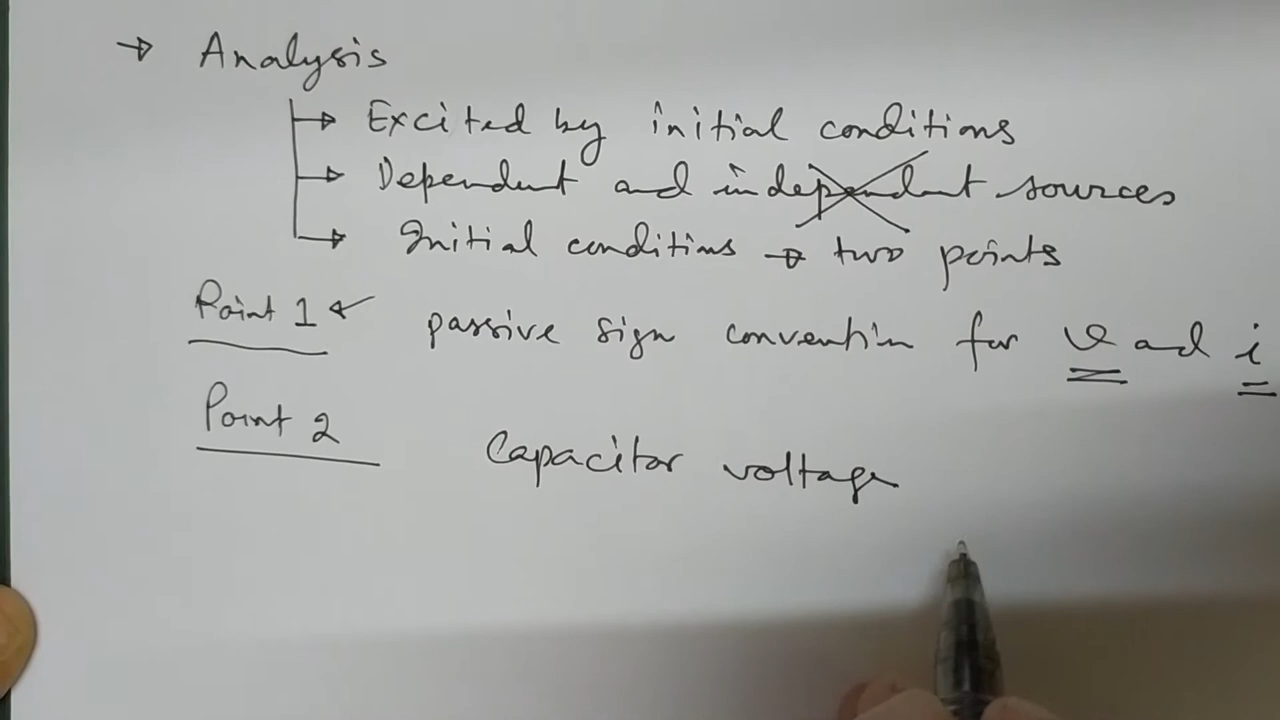 → Analysis
→ Excited by initial conditions
→ Dependent and independent sources
→ Initial conditions → two points
Point 1 passive sign convention for v and i
Point 2 Capacitor voltage